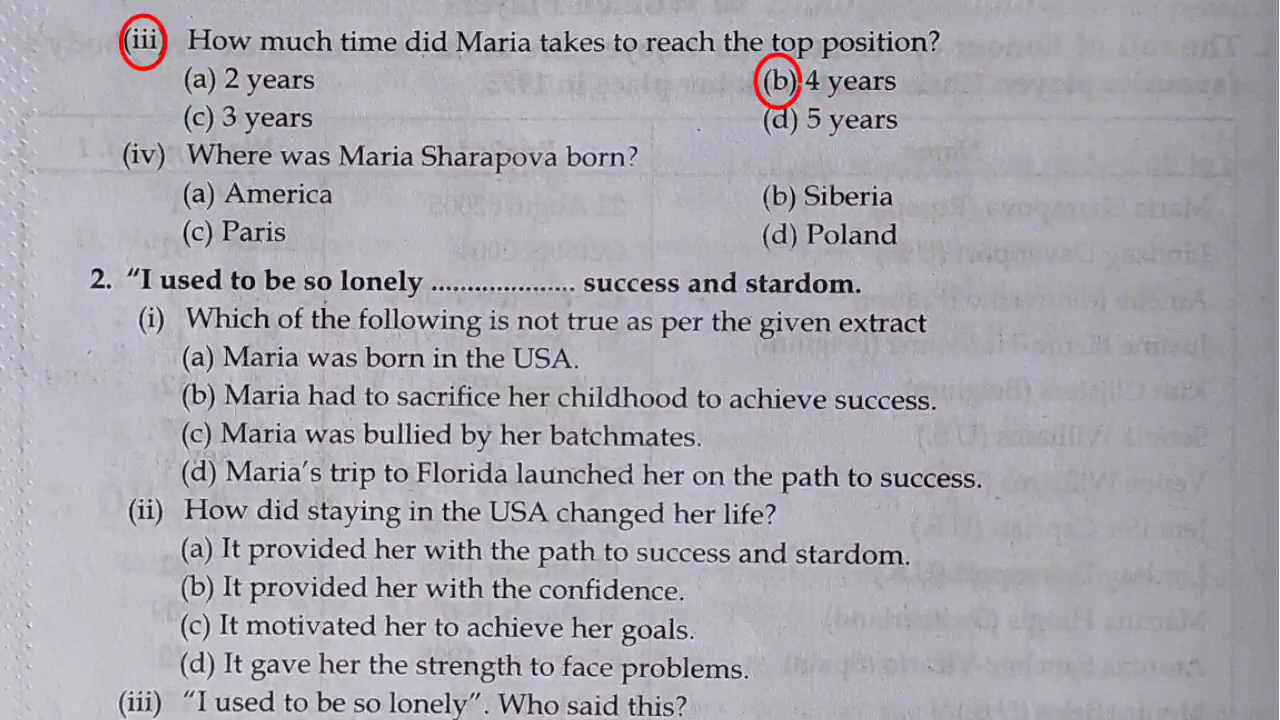 (iii) How much time did Maria takes to reach the top position?
(a) 2 years (b) 4 years
(c) 3 years (d) 5 years
(iv) Where was Maria Sharapova born?
(a) America (b) Siberia
(c) Paris (d) Poland
2. “I used to be so lonely ................... success and stardom.
(i) Which of the following is not true as per the given extract
(a) Maria was born in the USA.
(b) Maria had to sacrifice her childhood to achieve success.
(c) Maria was bullied by her batchmates.
(d) Maria’s trip to Florida launched her on the path to success.
(ii) How did staying in the USA changed her life?
(a) It provided her with the path to success and stardom.
(b) It provided her with the confidence.
(c) It motivated her to achieve her goals.
(d) It gave her the strength to face problems.
(iii) “I used to be so lonely”. Who said this?